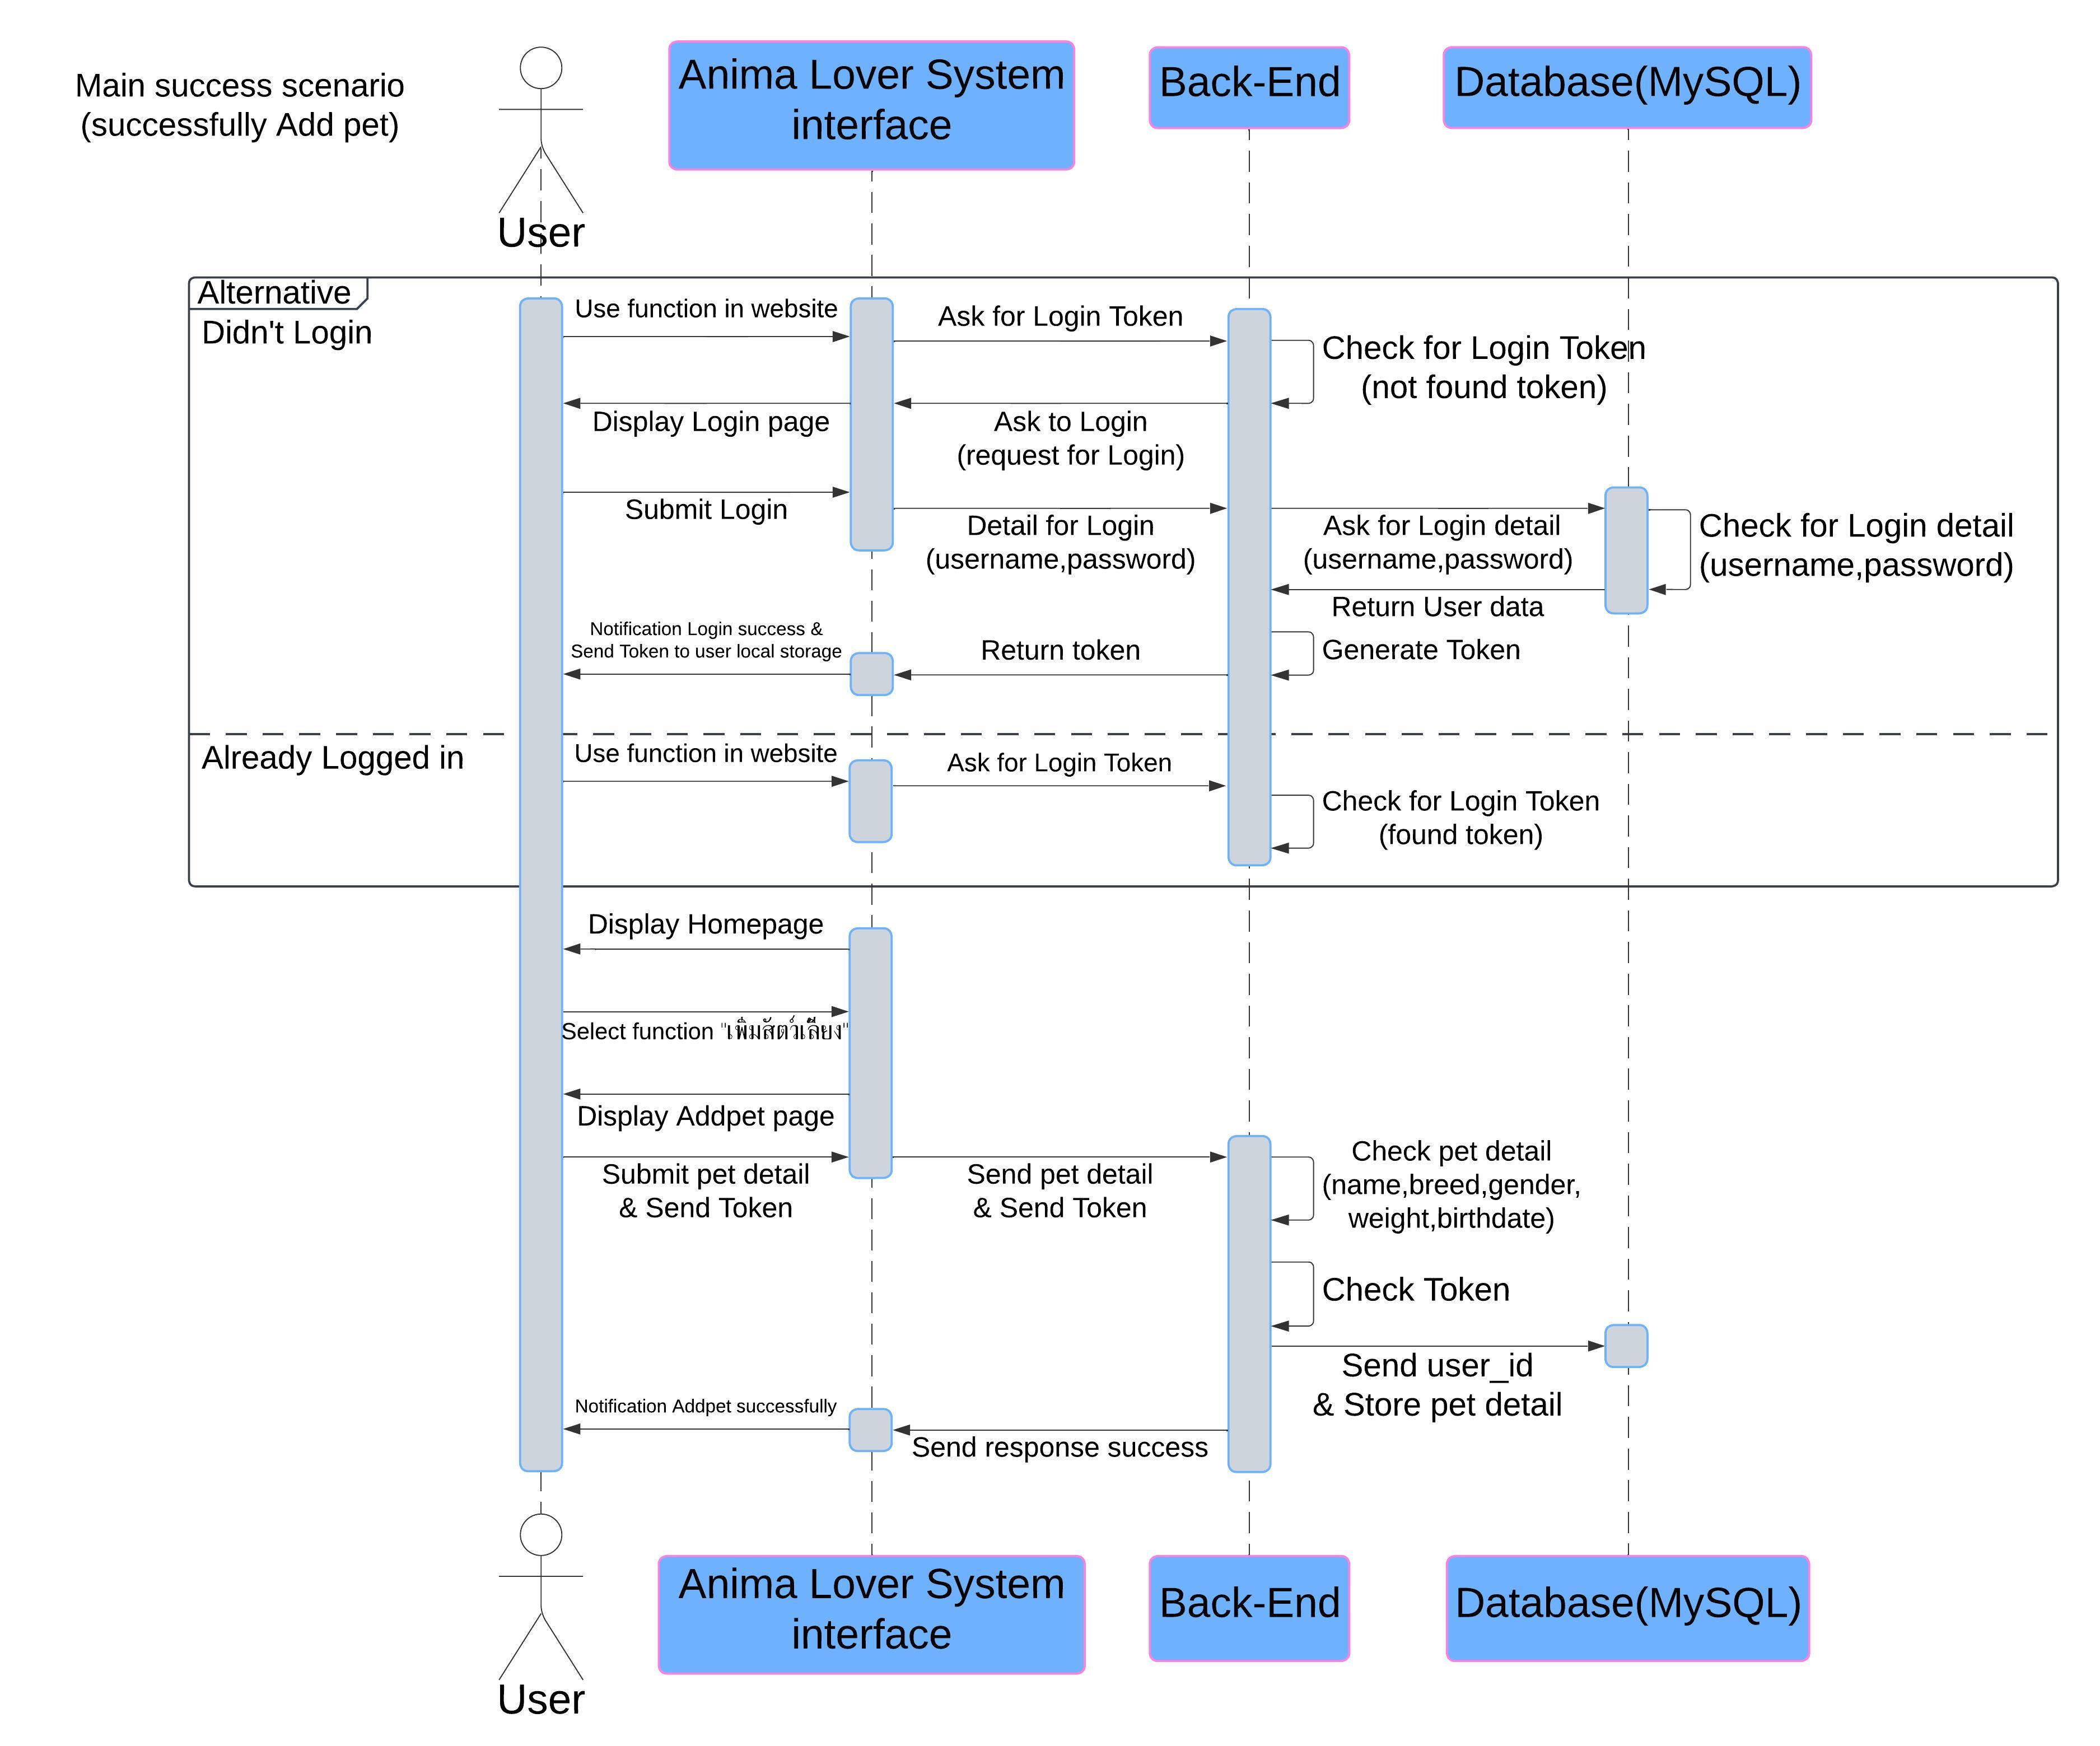 Main success scenario
(successfully Add pet)
User
Anima Lover System
interface
Back-End
Database(MySQL)
Alternative
Didn't Login
Use function in website
Ask for Login Token
Check for Login Token
(not found token)
Display Login page
Ask to Login
(request for Login)
Submit Login
Detail for Login
(username,password)
Ask for Login detail
(username,password)
Check for Login detail
(username,password)
Return User data
Notification Login success &
Send Token to user local storage
Return token
Generate Token
Already Logged in
Use function in website
Ask for Login Token
Check for Login Token
(found token)
Display Homepage
Select function "เพิ่มสัตว์เลี้ยง"
Display Addpet page
Submit pet detail
& Send Token
Send pet detail
& Send Token
Check pet detail
(name,breed,gender,
weight,birthdate)
Check Token
Send user_id
& Store pet detail
Notification Addpet successfully
Send response success
User
Anima Lover System
interface
Back-End
Database(MySQL)